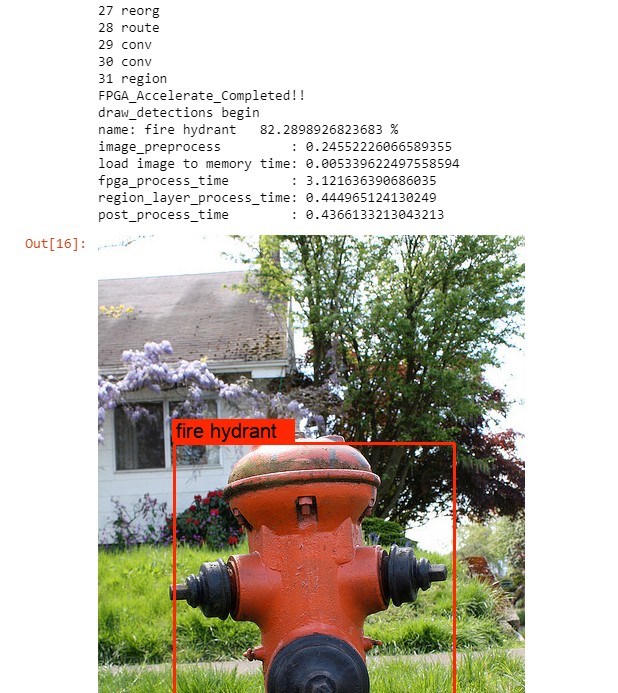 27 reorg
28 route
29 conv
30 conv
31 region
FPGA_Accelerate_Completed!!
draw_detections begin
name: fire hydrant   82.2898926823683 %
image_preprocess         : 0.24552226066589355
load image to memory time: 0.005339622497558594
fpga_process_time        : 3.121636390686035
region_layer_process_time: 0.444965124130249
post_process_time        : 0.4366133213043213
Out[16]:
fire hydrant